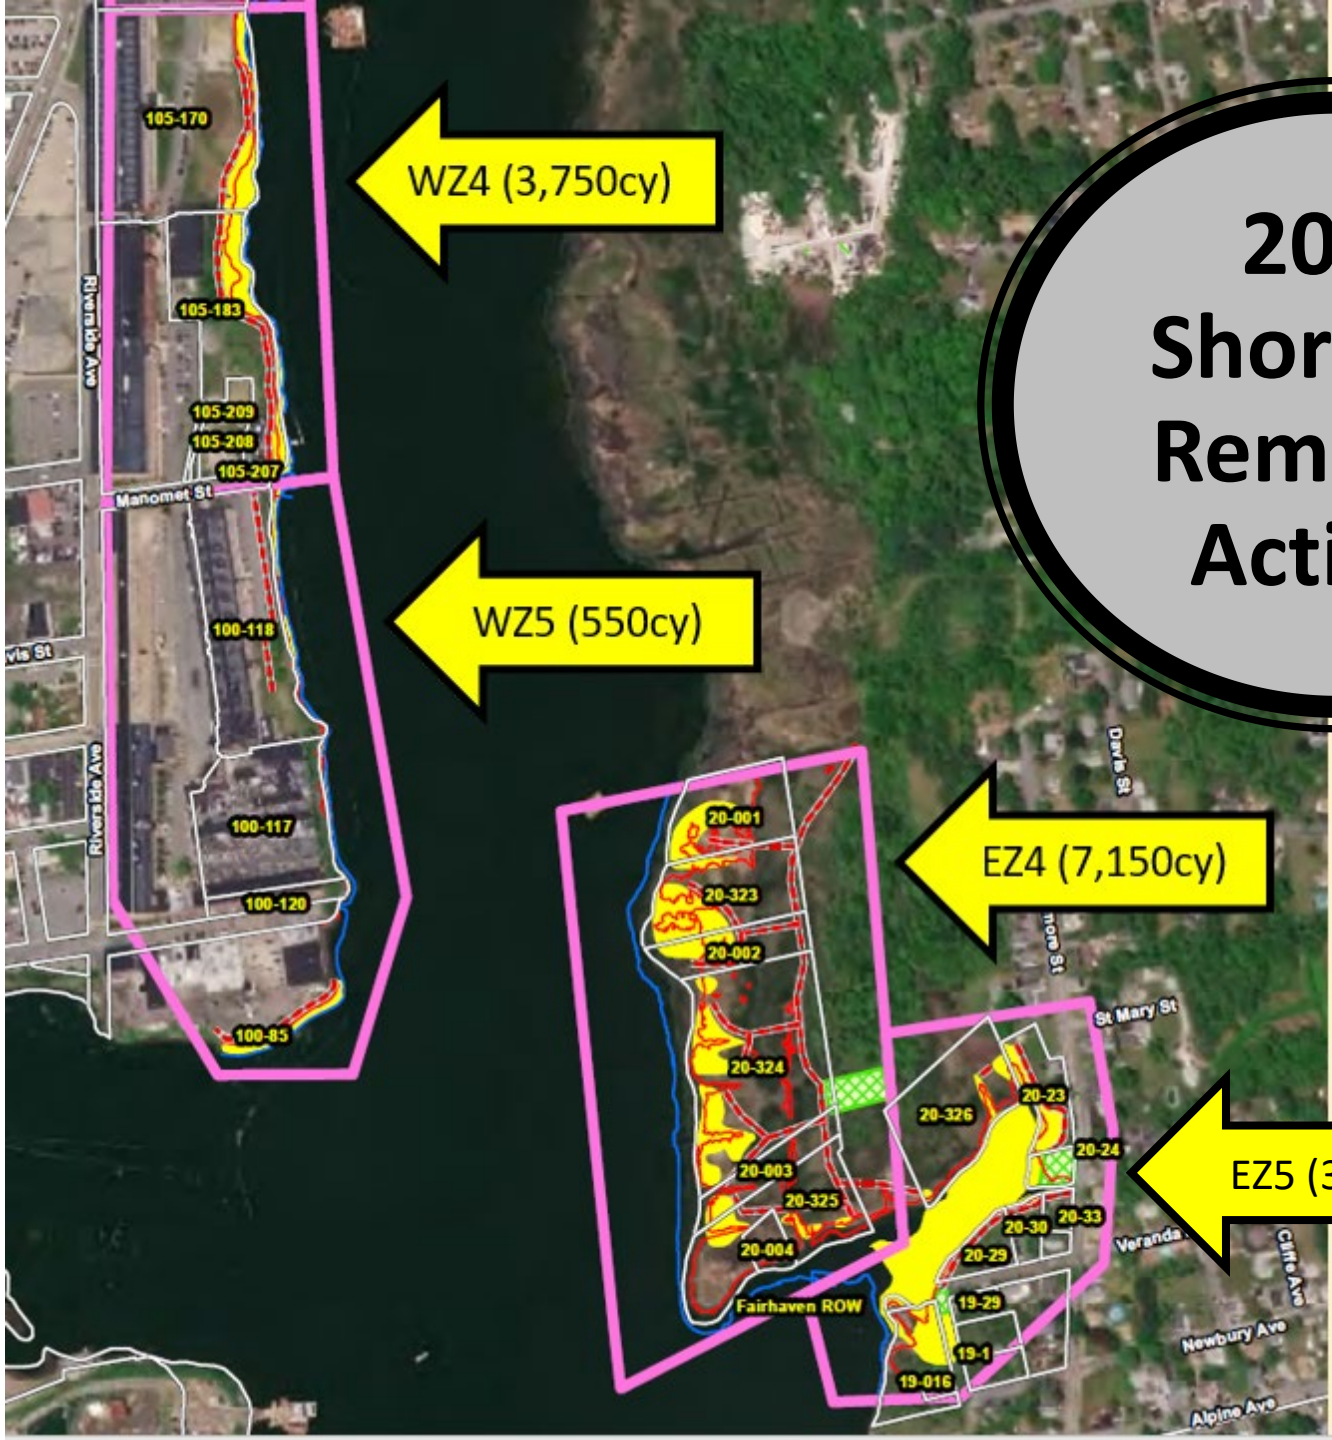 105-170
WZ4 (3,750cy)
20
Shor
Rem
Acti
Riverside Ave
105-183
105-209
105-208
105-207
Manomet St
100-118
WZ5 (550cy)
vis St
Riverside Ave
100-117
100-120
100-85
Davis St
20-001
EZ4 (7,150cy)
20-323
20-002
more St
St Mary St
20-324
20-326
20-23
20-24
EZ5 (3
20-003
20-325
20-30
20-33
20-004
20-29
Veranda
Cliffe Ave
Fairhaven ROW
19-29
Newbury Ave
19-1
19-016
Alpine Ave